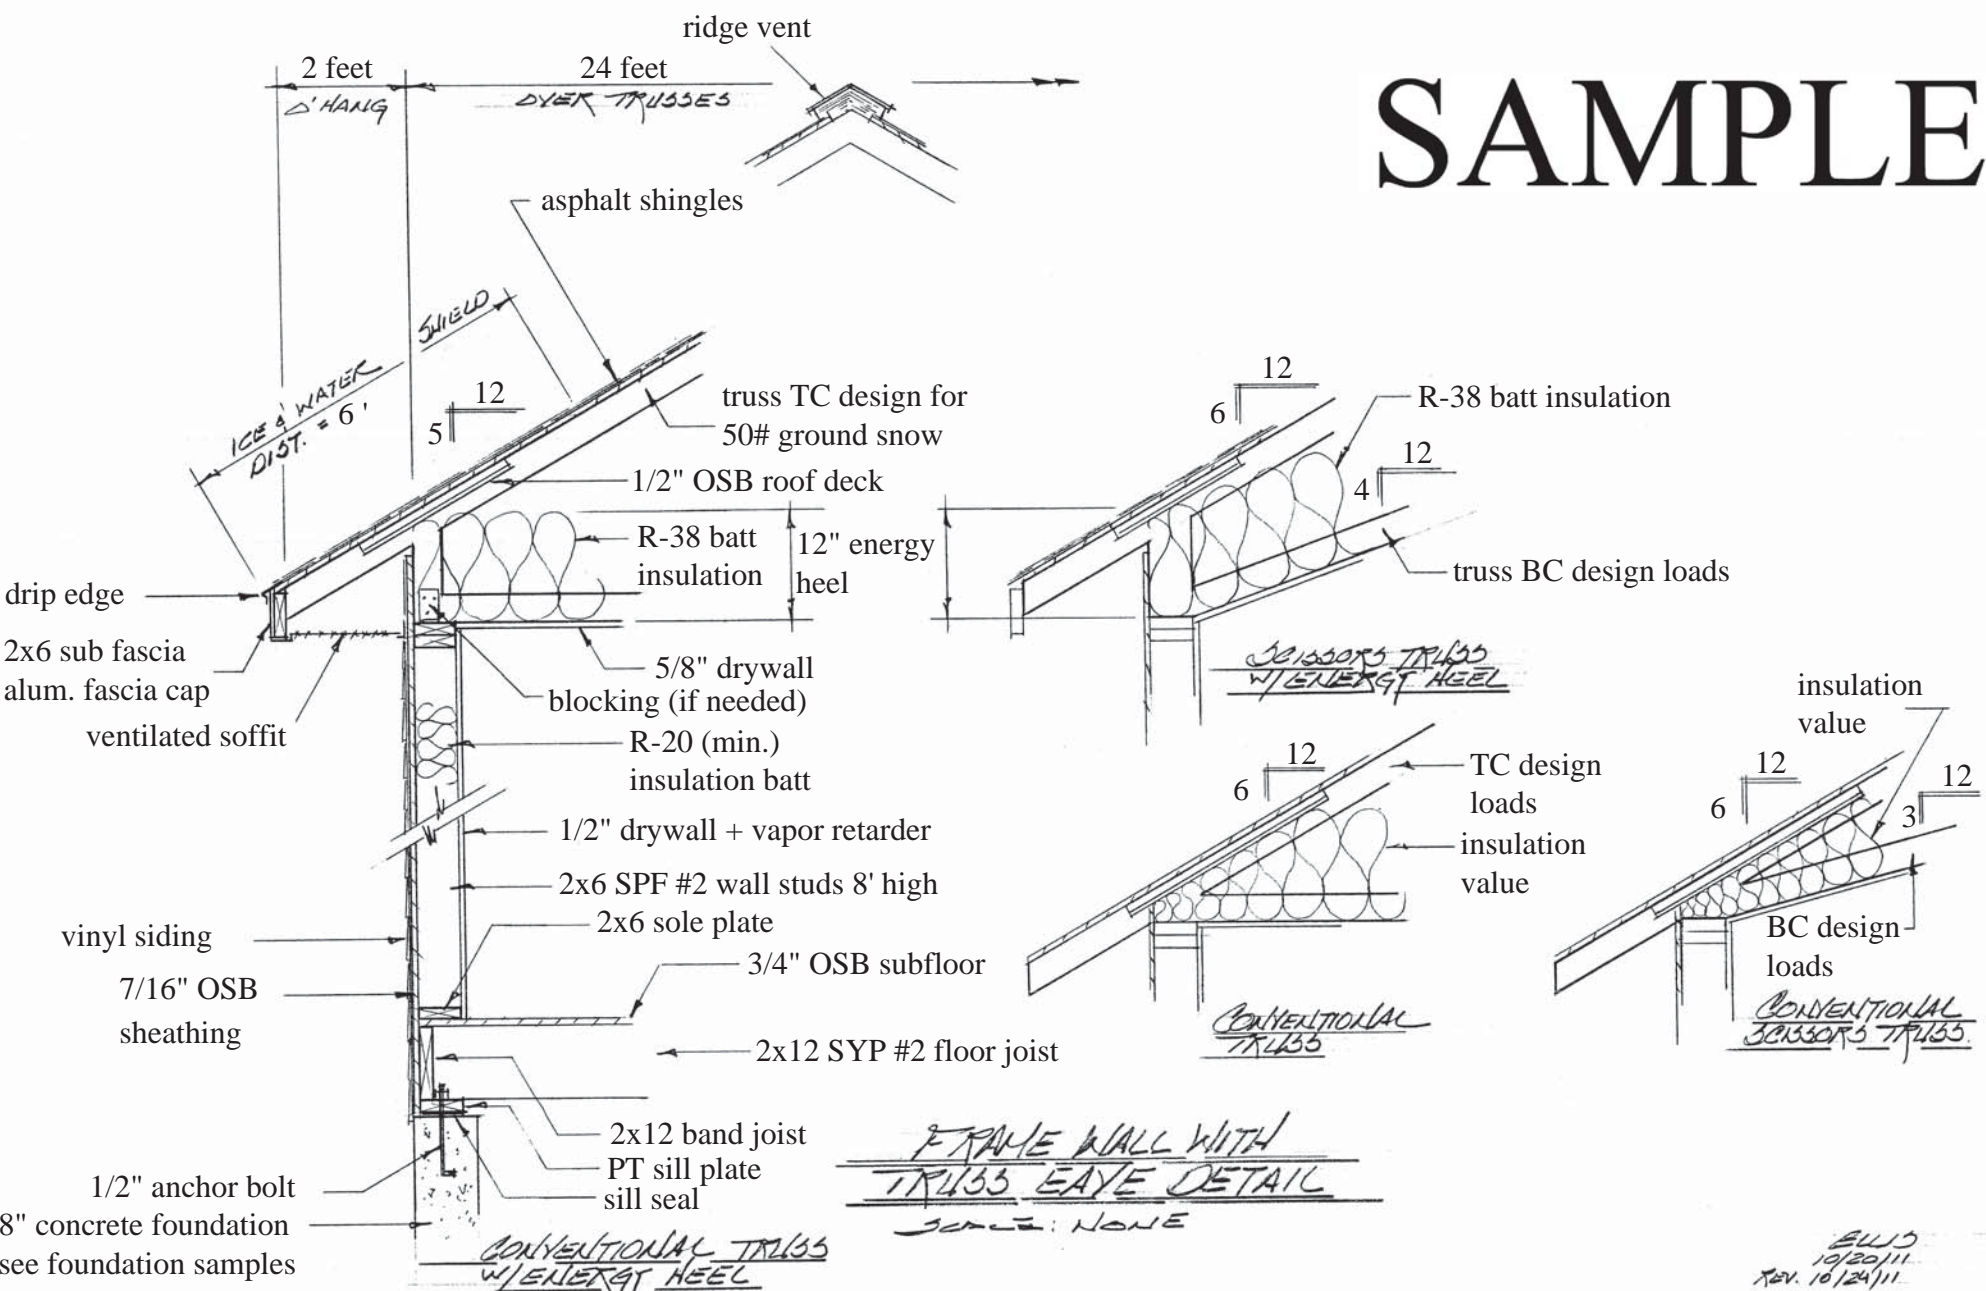 ridge vent
SAMPLE
2 feet
O'HANG
24 feet
OVER TRUSSES
asphalt shingles
ICE & WATER SHIELD
DIST. = 6 '
12
5
truss TC design for
50# ground snow
1/2" OSB roof deck
R-38 batt
insulation
12" energy
heel
drip edge
2x6 sub fascia
alum. fascia cap
ventilated soffit
5/8" drywall
blocking (if needed)
R-20 (min.)
insulation batt
1/2" drywall + vapor retarder
2x6 SPF #2 wall studs 8' high
2x6 sole plate
vinyl siding
7/16" OSB
sheathing
3/4" OSB subfloor
2x12 SYP #2 floor joist
2x12 band joist
PT sill plate
sill seal
1/2" anchor bolt
8" concrete foundation
see foundation samples
CONVENTIONAL TRUSS
W/ ENERGY HEEL
12
6
R-38 batt insulation
12
4
truss BC design loads
SCISSORS TRUSS
W/ ENERGY HEEL
12
6
TC design
loads
insulation
value
CONVENTIONAL
TRUSS
insulation
value
12
6
12
3
BC design
loads
CONVENTIONAL
SCISSORS TRUSS
FRAME WALL WITH
TRUSS EAVE DETAIL
SCALE: NONE
ELLIS
10/20/11
REV. 10/24/11